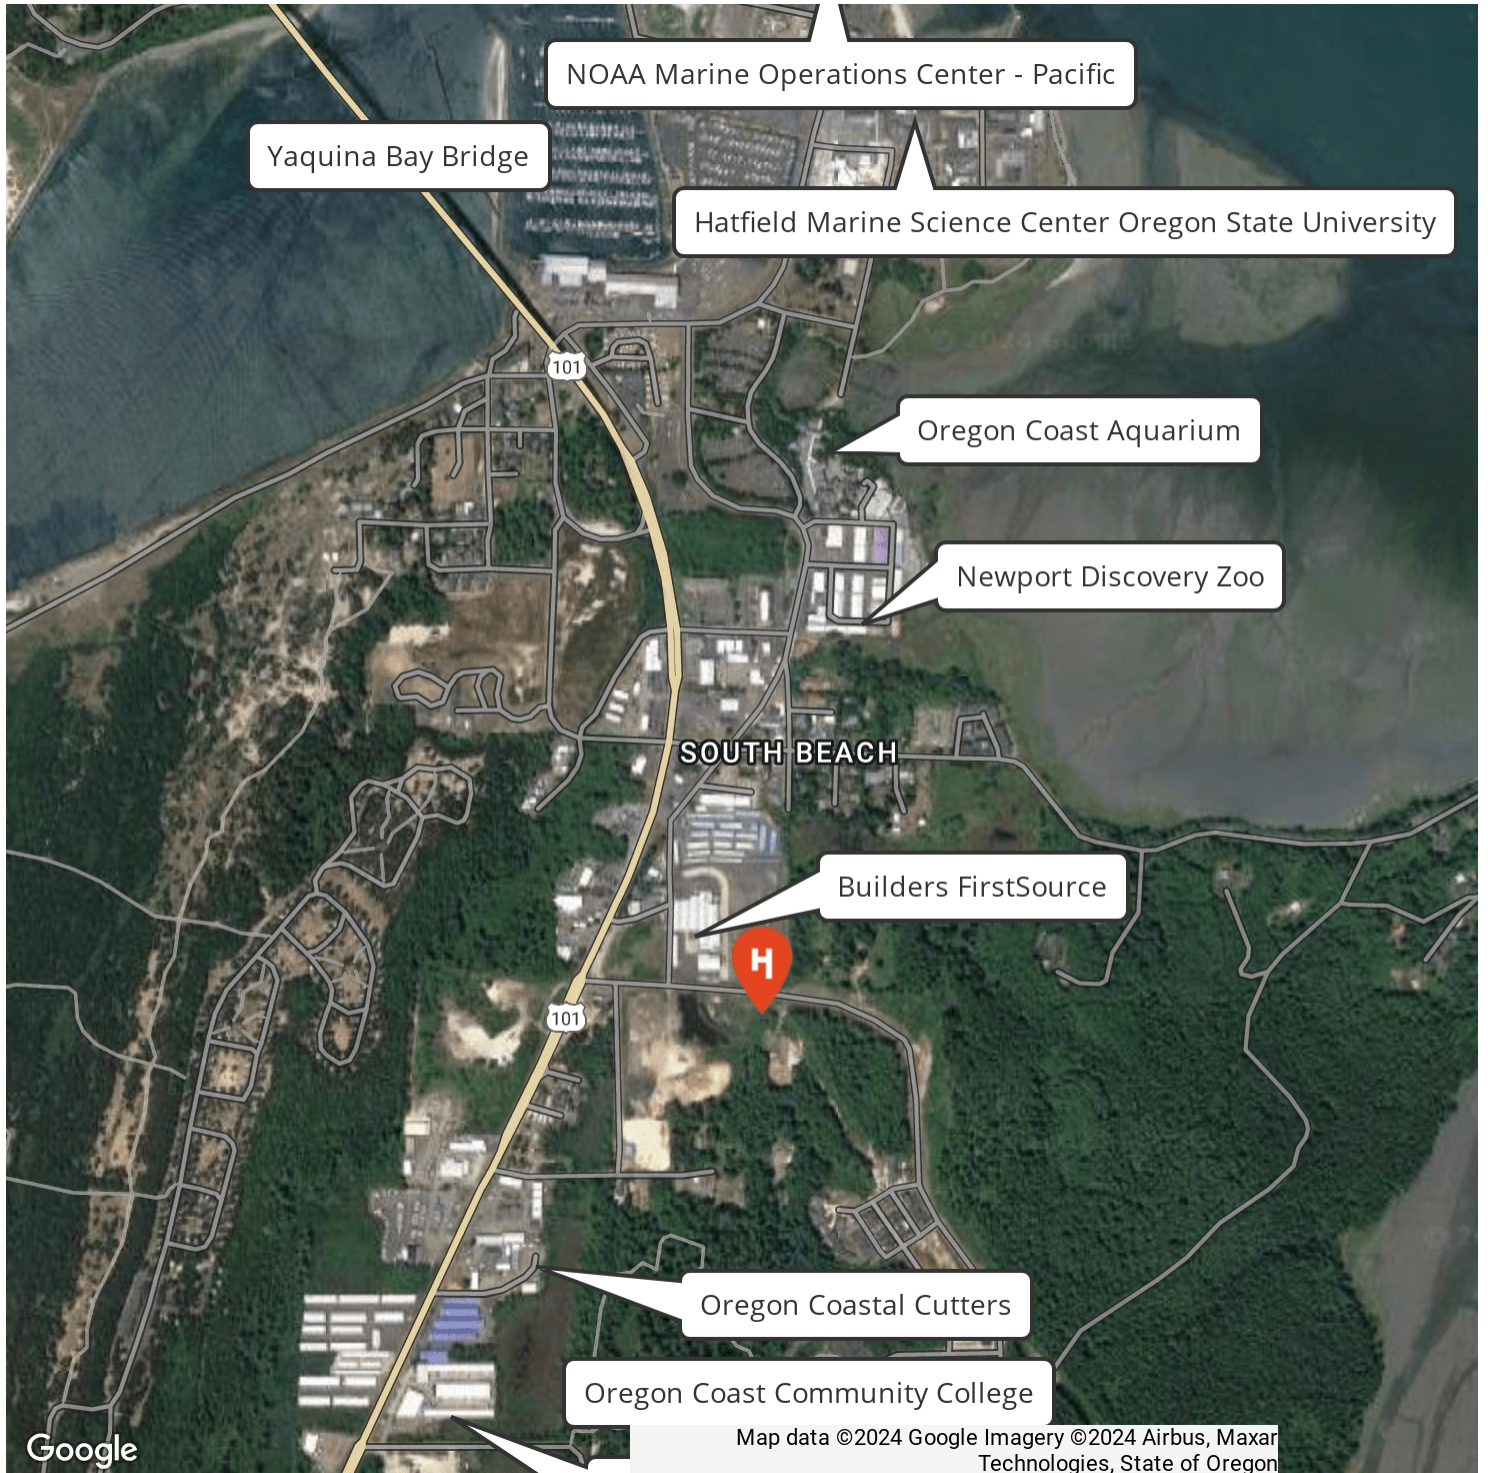 NOAA Marine Operations Center - Pacific
Yaquina Bay Bridge
Hatfield Marine Science Center Oregon State University
101
Oregon Coast Aquarium
Newport Discovery Zoo
SOUTH BEACH
Builders FirstSource
H
101
Oregon Coastal Cutters
Oregon Coast Community College
Google
Map data ©2024 Google Imagery ©2024 Airbus, Maxar
Technologies, State of Oregon